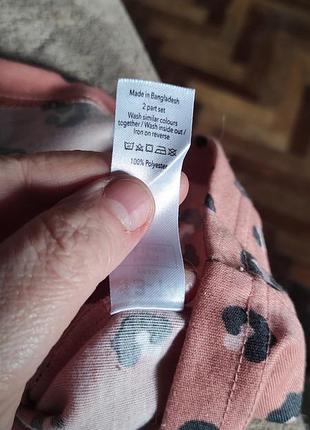 Made in Bangladesh
2 part set
Wash similar colours
together / Wash inside out /
Iron on reverse
100% Polyester